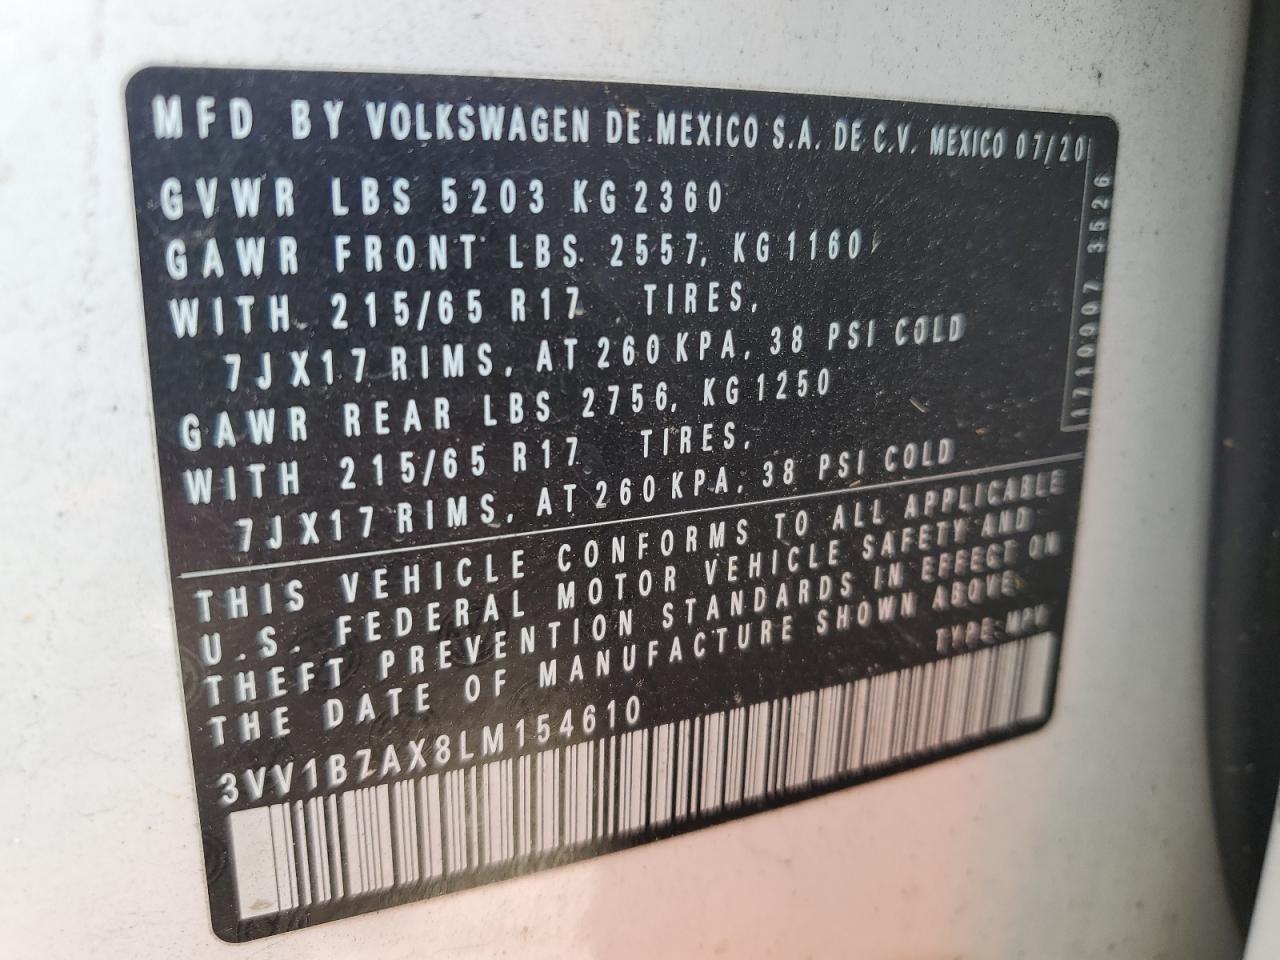 MFD BY VOLKSWAGEN DE MEXICO S.A. DE C.V. MEXICO 07/20
GVWR LBS 5203 KG 2360
GAWR FRONT LBS 2557, KG 1160,
WITH 215/65 R17 TIRES,
7JX17 RIMS, AT 260 KPA, 38 PSI COLD
GAWR REAR LBS 2756, KG 1250
WITH 215/65 R17 TIRES,
7JX17 RIMS, AT 260 KPA, 38 PSI COLD
THIS VEHICLE CONFORMS TO ALL APPLICABLE
U.S. FEDERAL MOTOR VEHICLE SAFETY AND
THEFT PREVENTION STANDARDS IN EFFECT ON
THE DATE OF MANUFACTURE SHOWN ABOVE
TYPE: MPV
3VV1B7AX8LM154610